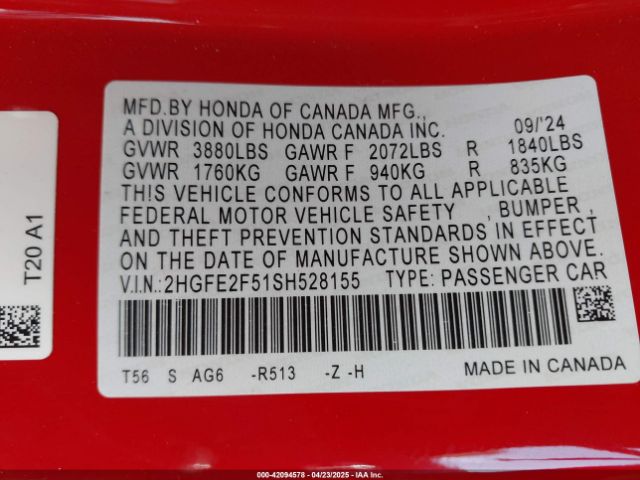 MFD.BY HONDA OF CANADA MFG.,
A DIVISION OF HONDA CANADA INC. 09/'24
GVWR 3880LBS GAWR F 2072LBS R 1840LBS
GVWR 1760KG GAWR F 940KG R 835KG
THIS VEHICLE CONFORMS TO ALL APPLICABLE
FEDERAL MOTOR VEHICLE SAFETY , BUMPER ,
AND THEFT PREVENTION STANDARDS IN EFFECT
ON THE DATE OF MANUFACTURE SHOWN ABOVE.
V.I.N.:2HGFE2F51SH528155 TYPE: PASSENGER CAR
T56 S AG6 -R513 -Z -H MADE IN CANADA
T20 A1
000-42094578 - 04/23/2025 - IAA Inc.